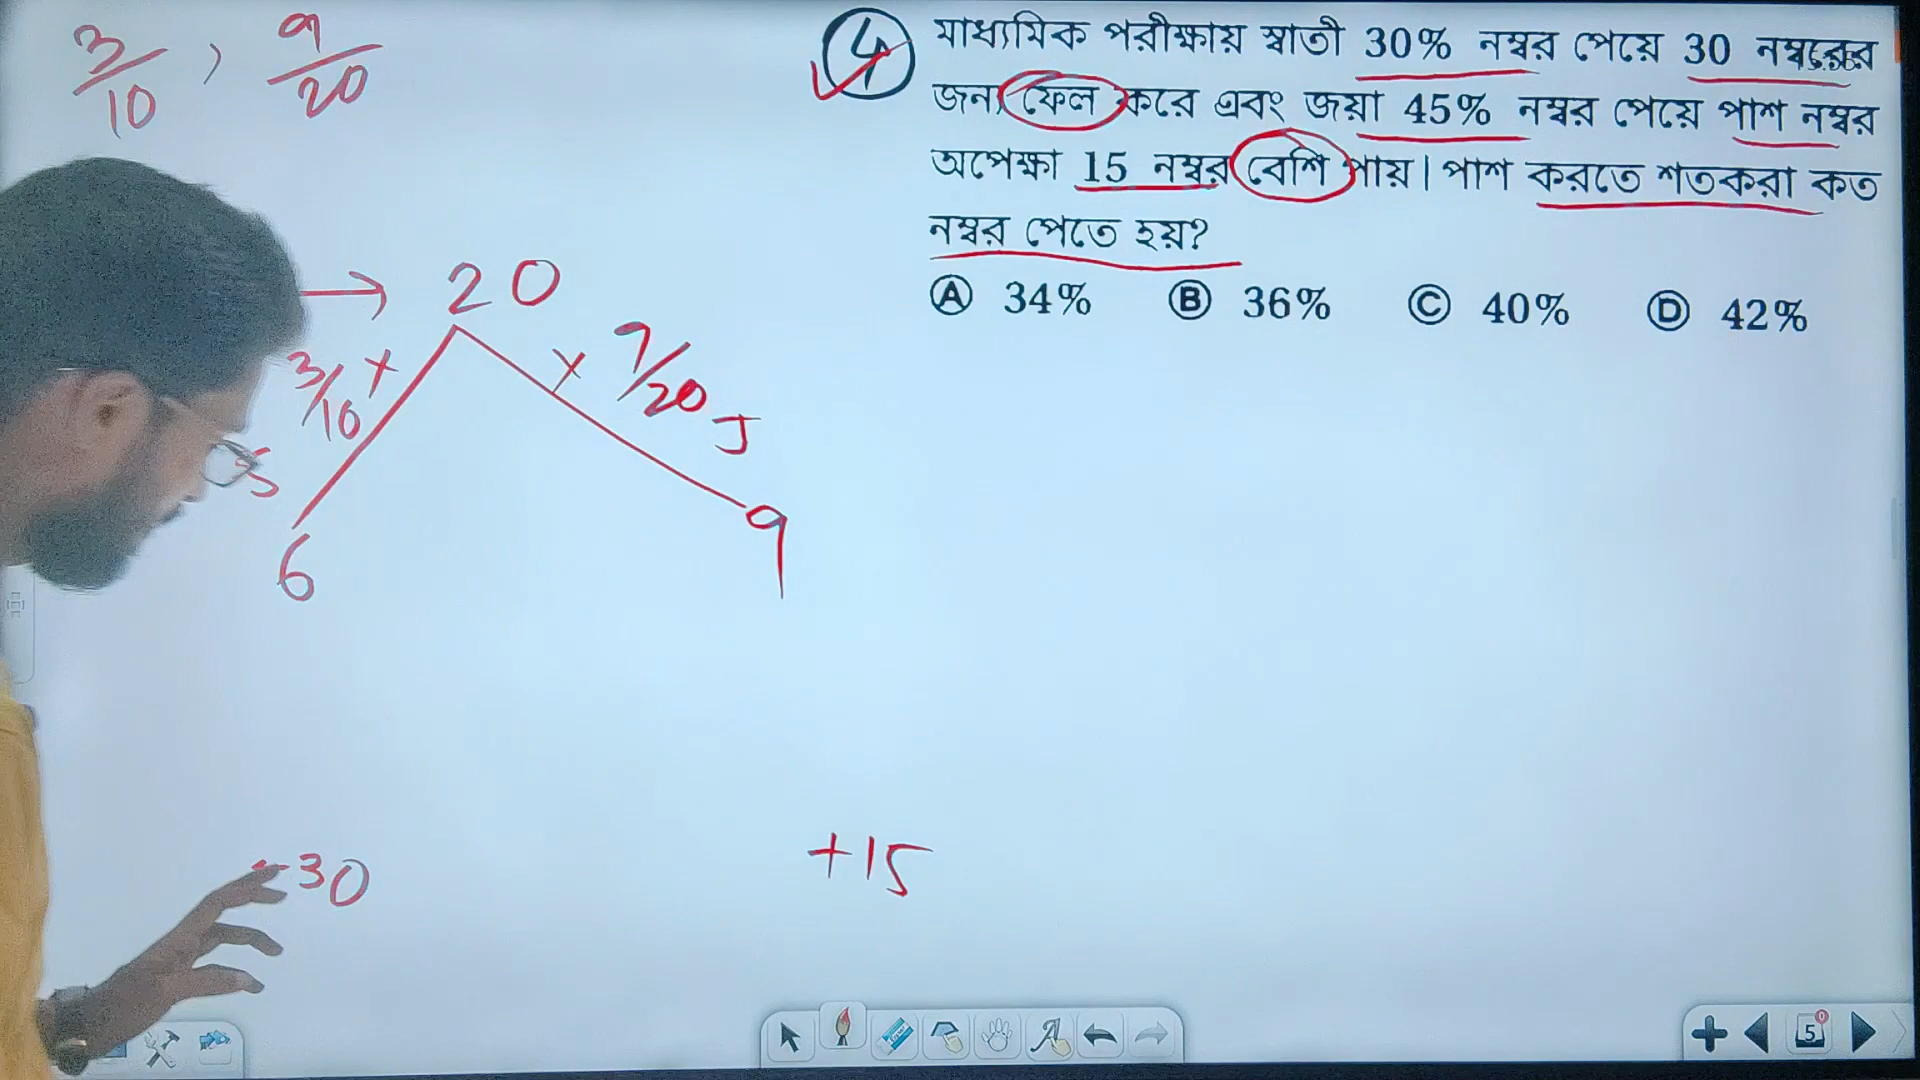 3/10 , 9/20
4 মাধ্যমিক পরীক্ষায় স্বাতী 30% নম্বর পেয়ে 30 নম্বরের
জন্য ফেল করে এবং জয়া 45% নম্বর পেয়ে পাশ নম্বর
অপেক্ষা 15 নম্বর বেশি পায়। পাশ করতে শতকরা কত
নম্বর পেতে হয়?
A 34% B 36% C 40% D 42%
→ 20
3/10 × × 9/20 J
S
6 9
-30 +15
5